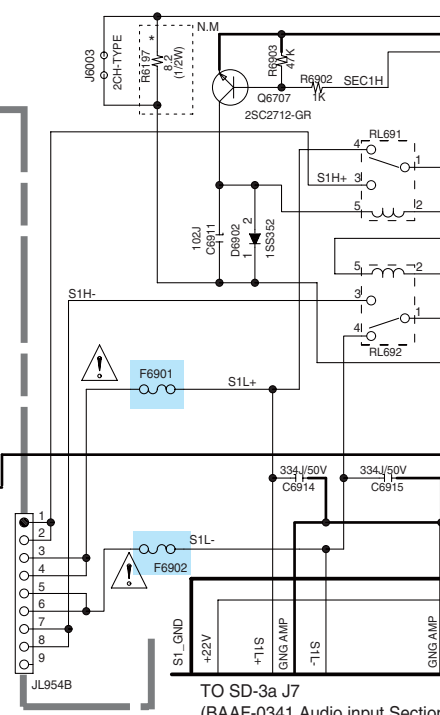 N.M
J6003
2CH-TYPE
*
R6197
8.2
(1/2W)
R6903
47K
R6902
1K
SEC1H
Q6707
2SC2712-GR
RL691
4
1
S1H+
3
5
2
102J
C6911
D6902
1SS352
2
1
5
2
3
1
4
RL692
S1H-
F6901
S1L+
!
334J/50V
C6914
334J/50V
C6915
S1L-
F6902
!
1
2
3
4
5
6
7
8
9
JL954B
S1_GND
+22V
S1L+
GNG AMP
S1L-
GNG AMP
TO SD-3a J7